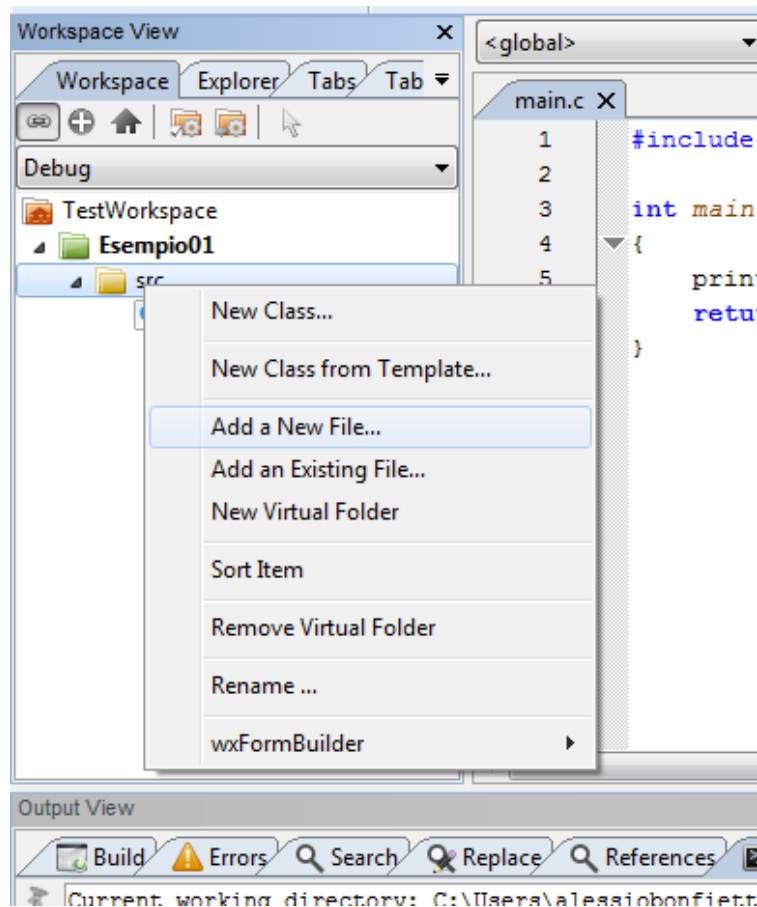 Workspace View
Workspace Explorer Tabs Tab
Debug
TestWorkspace
Esempio01
src
New Class...
New Class from Template...
Add a New File...
Add an Existing File...
New Virtual Folder
Sort Item
Remove Virtual Folder
Rename ...
wxFormBuilder
<global>
main.c
1 #include
2
3 int main
4 {
5 prin
retu
}
Output View
Build Errors Search Replace References
Current working directory: C:\Users\alessiobonfiett